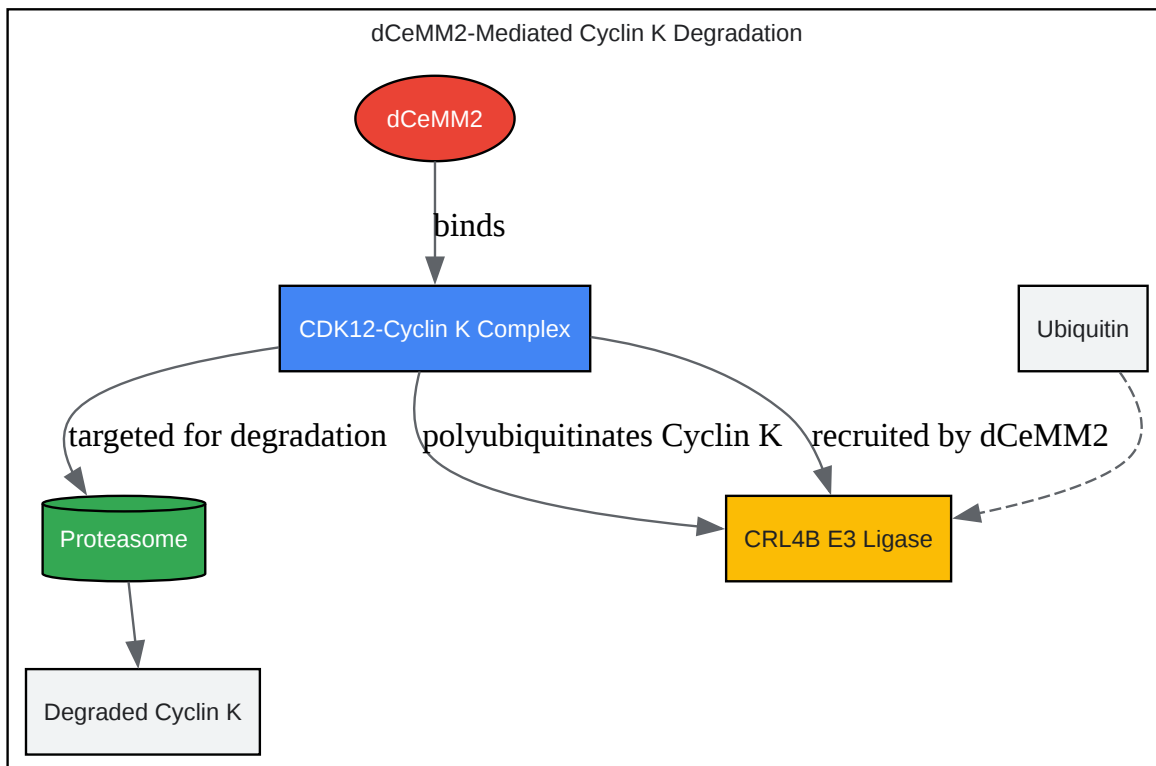 dCeMM2-Mediated Cyclin K Degradation
dCeMM2
binds
CDK12-Cyclin K Complex
Ubiquitin
targeted for degradation
polyubiquitinates Cyclin K
recruited by dCeMM2
Proteasome
CRL4B E3 Ligase
Degraded Cyclin K